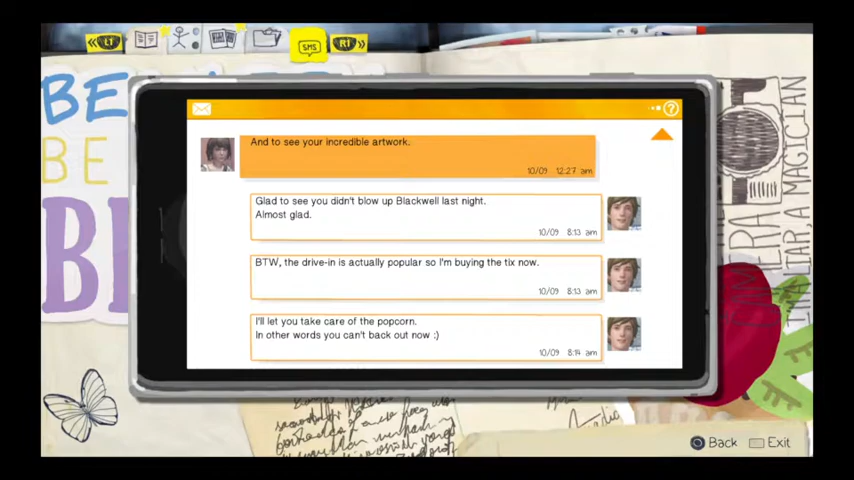 LT
SMS
RT
And to see your incredible artwork.
10/09 12:27 am
Glad to see you didn't blow up Blackwell last night.
Almost glad.
10/09 8:13 am
BTW, the drive-in is actually popular so I'm buying the tix now.
10/09 8:13 am
I'll let you take care of the popcorn.
In other words you can't back out now :)
10/09 8:14 am
?
BE
BE
A MAGICIAN
Back
Exit